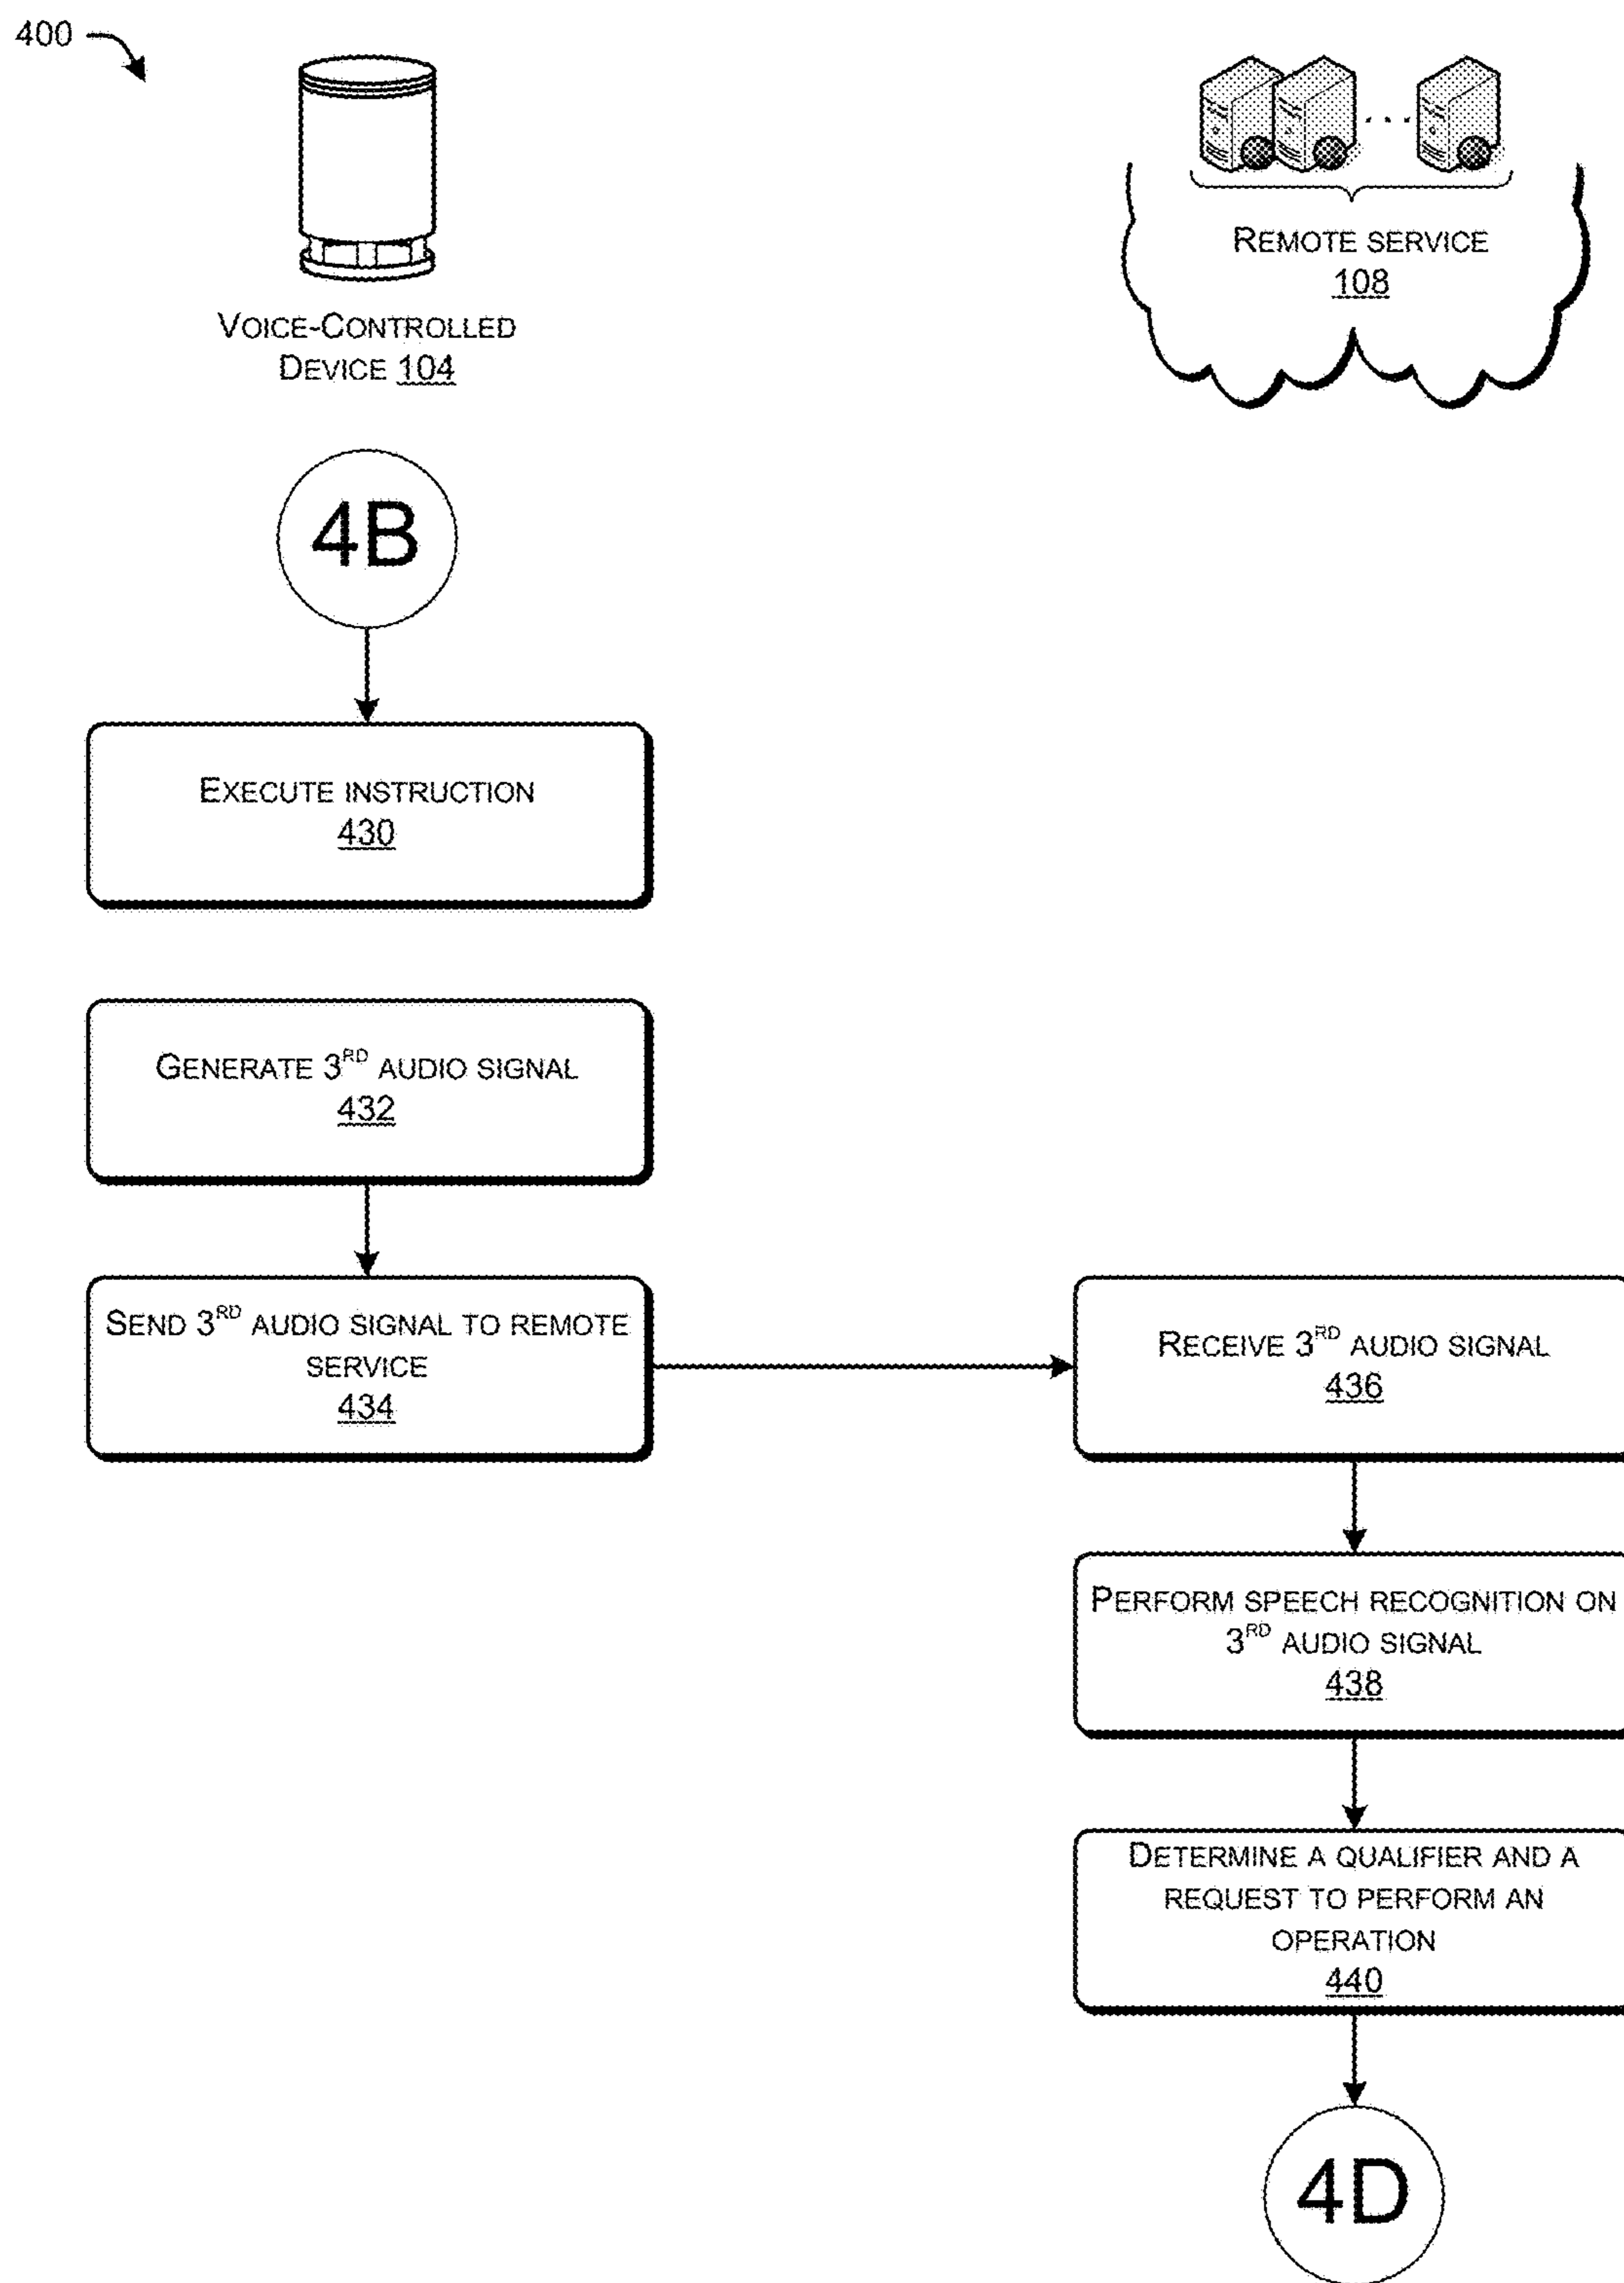 400
REMOTE SERVICE
108
VOICE-CONTROLLED
DEVICE 104
4B
EXECUTE INSTRUCTION
430
GENERATE 3RD AUDIO SIGNAL
432
SEND 3RD AUDIO SIGNAL TO REMOTE
SERVICE
434
RECEIVE 3RD AUDIO SIGNAL
436
PERFORM SPEECH RECOGNITION ON
3RD AUDIO SIGNAL
438
DETERMINE A QUALIFIER AND A
REQUEST TO PERFORM AN
OPERATION
440
4D